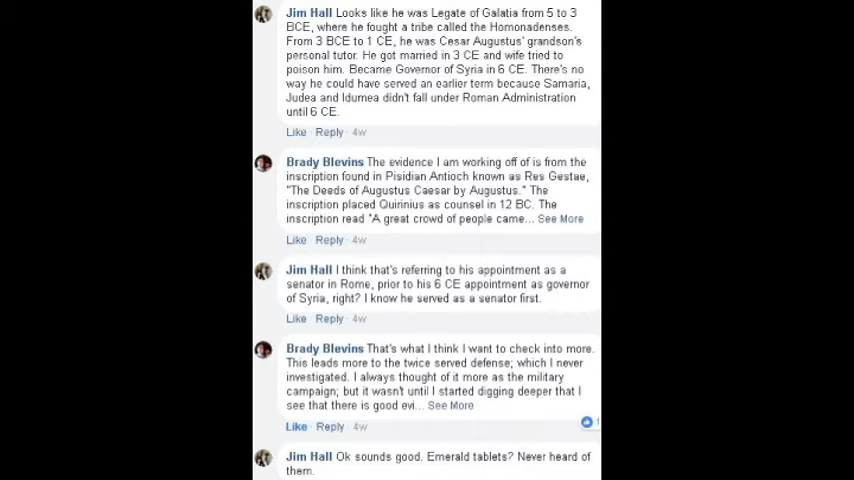 Jim Hall Looks like he was Legate of Galatia from 5 to 3
BCE, where he fought a tribe called the Homonadenses.
From 3 BCE to 1 CE, he was Cesar Augustus' grandson's
personal tutor. He got married in 3 CE and wife tried to
poison him. Became Governor of Syria in 6 CE. There's no
way he could have served an earlier term because Samaria,
Judea and Idumea didn't fall under Roman Administration
until 6 CE.
Like · Reply · 4w
Brady Blevins The evidence I am working off of is from the
inscription found in Pisidian Antioch known as Res Gestae,
"The Deeds of Augustus Caesar by Augustus." The
inscription placed Quirinius as counsel in 12 BC. The
inscription read "A great crowd of people came... See More
Like · Reply · 4w
Jim Hall I think that's referring to his appointment as a
senator in Rome, prior to his 6 CE appointment as governor
of Syria, right? I know he served as a senator first.
Like · Reply · 4w
Brady Blevins That's what I think I want to check into more.
This leads more to the twice served defense; which I never
investigated. I always thought of it more as the military
campaign; but it wasn't until I started digging deeper that I
see that there is good evi... See More
Like · Reply · 4w
1
Jim Hall Ok sounds good. Emerald tablets? Never heard of
them.